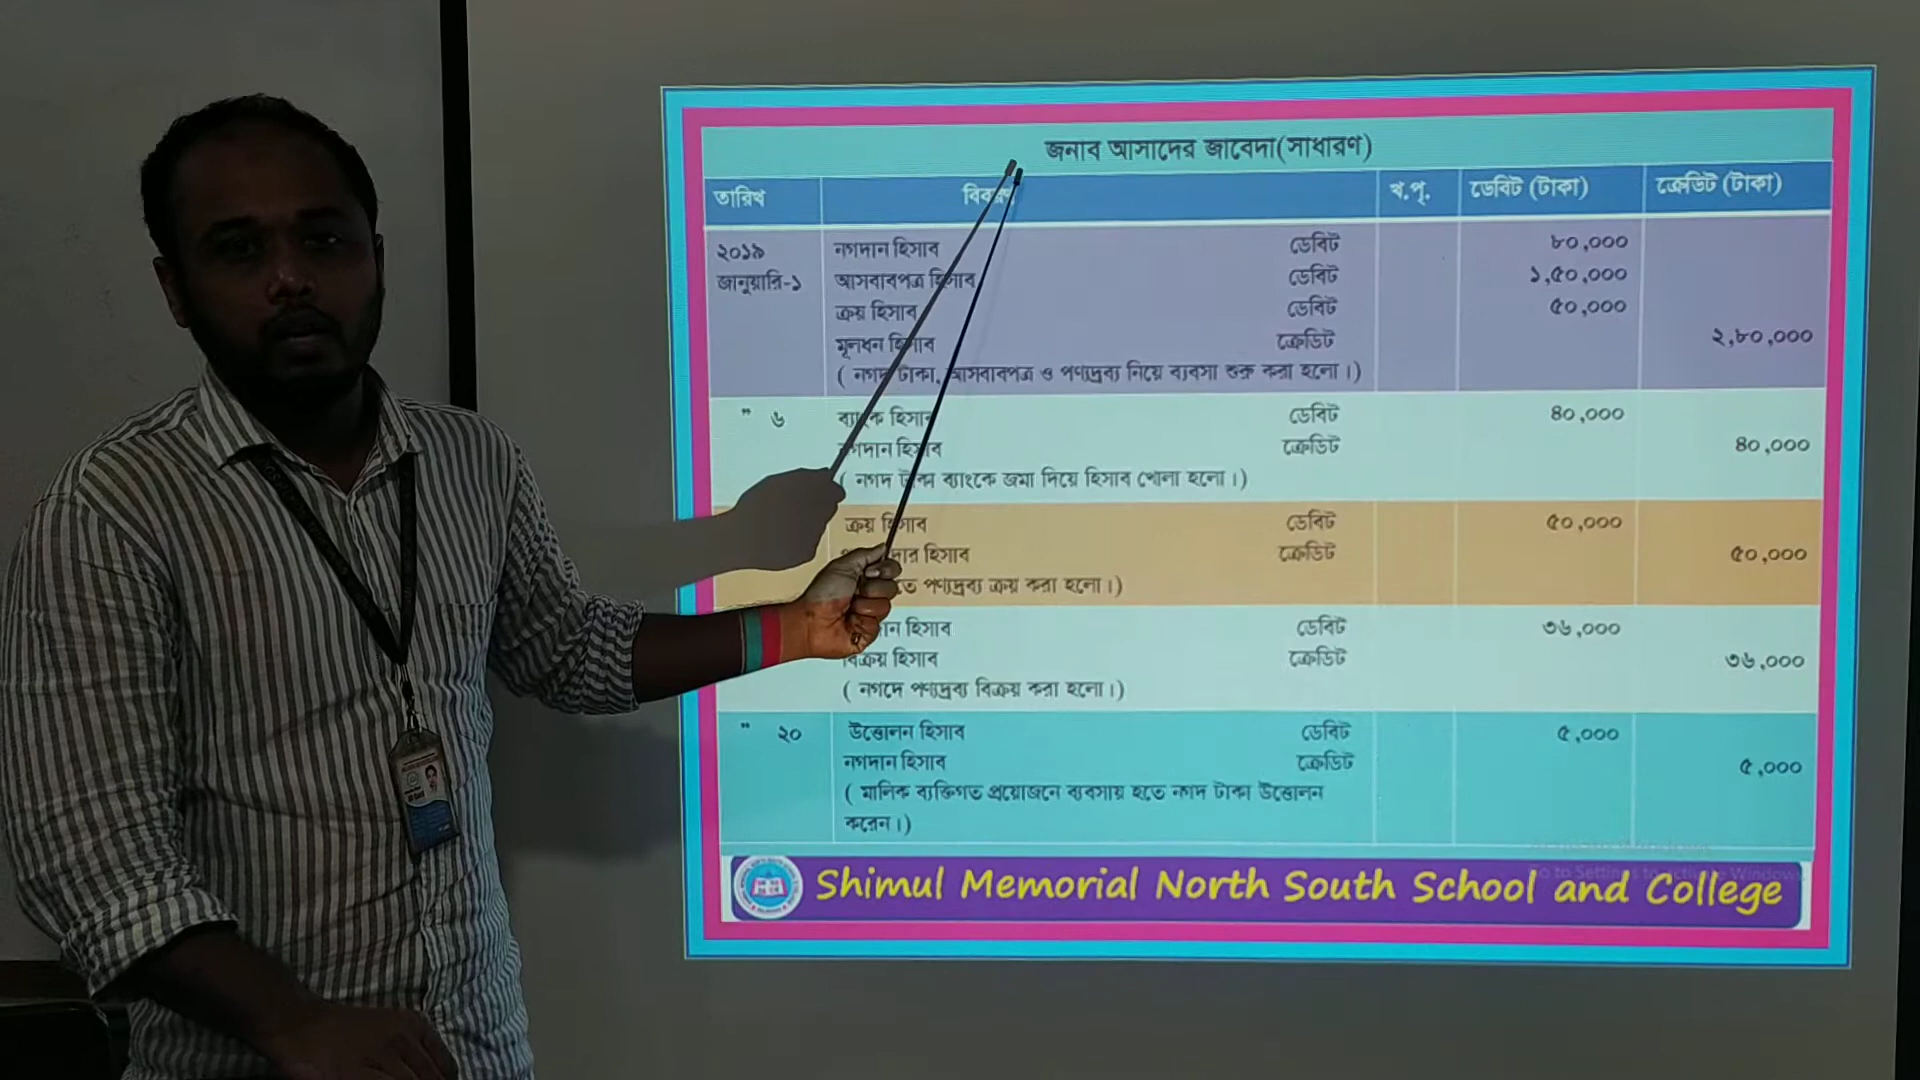 জনাব আসাদের জাবেদা(সাধারণ)
তারিখ বিবরণ খ.পৃ. ডেবিট (টাকা) ক্রেডিট (টাকা)
২০১৯ নগদান হিসাব ডেবিট ৮০,০০০
জানুয়ারি-১ আসবাবপত্র হিসাব ডেবিট ১,৫০,০০০
ক্রয় হিসাব ডেবিট ৫০,০০০
মূলধন হিসাব ক্রেডিট ২,৮০,০০০
( নগদ টাকা, আসবাবপত্র ও পণ্যদ্রব্য নিয়ে ব্যবসা শুরু করা হলো।)
" ৬ ব্যাংক হিসাব ডেবিট ৪০,০০০
নগদান হিসাব ক্রেডিট ৪০,০০০
( নগদ টাকা ব্যাংকে জমা দিয়ে হিসাব খোলা হলো।)
ক্রয় হিসাব ডেবিট ৫০,০০০
হিসাব ক্রেডিট ৫০,০০০
পণ্যদ্রব্য ক্রয় করা হলো।)
হিসাব ডেবিট ৩৬,০০০
বিক্রয় হিসাব ক্রেডিট ৩৬,০০০
( নগদে পণ্যদ্রব্য বিক্রয় করা হলো।)
" ২০ উত্তোলন হিসাব ডেবিট ৫,০০০
নগদান হিসাব ক্রেডিট ৫,০০০
( মালিক ব্যক্তিগত প্রয়োজনে ব্যবসায় হতে নগদ টাকা উত্তোলন
করেন।)
Shimul Memorial North South School and College